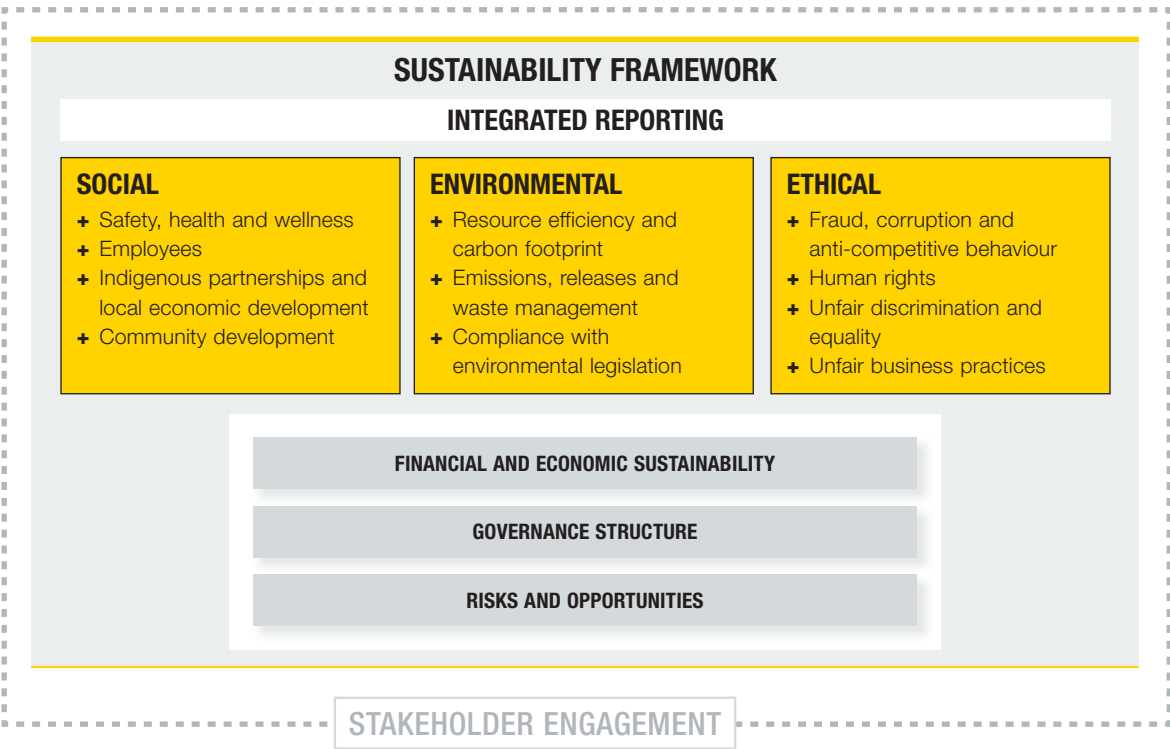 SUSTAINABILITY FRAMEWORK
INTEGRATED REPORTING
SOCIAL
+ Safety, health and wellness
+ Employees
+ Indigenous partnerships and
local economic development
+ Community development
ENVIRONMENTAL
+ Resource efficiency and
carbon footprint
+ Emissions, releases and
waste management
+ Compliance with
environmental legislation
ETHICAL
+ Fraud, corruption and
anti-competitive behaviour
+ Human rights
+ Unfair discrimination and
equality
+ Unfair business practices
FINANCIAL AND ECONOMIC SUSTAINABILITY
GOVERNANCE STRUCTURE
RISKS AND OPPORTUNITIES
STAKEHOLDER ENGAGEMENT